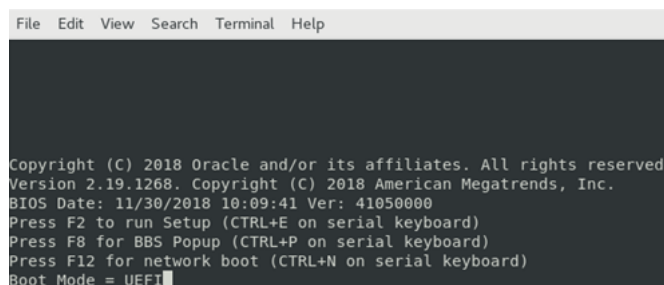 File Edit View Search Terminal Help
Copyright (C) 2018 Oracle and/or its affiliates. All rights reserved
Version 2.19.1268. Copyright (C) 2018 American Megatrends, Inc.
BIOS Date: 11/30/2018 10:09:41 Ver: 41050000
Press F2 to run Setup (CTRL+E on serial keyboard)
Press F8 for BBS Popup (CTRL+P on serial keyboard)
Press F12 for network boot (CTRL+N on serial keyboard)
Boot Mode = UEFI